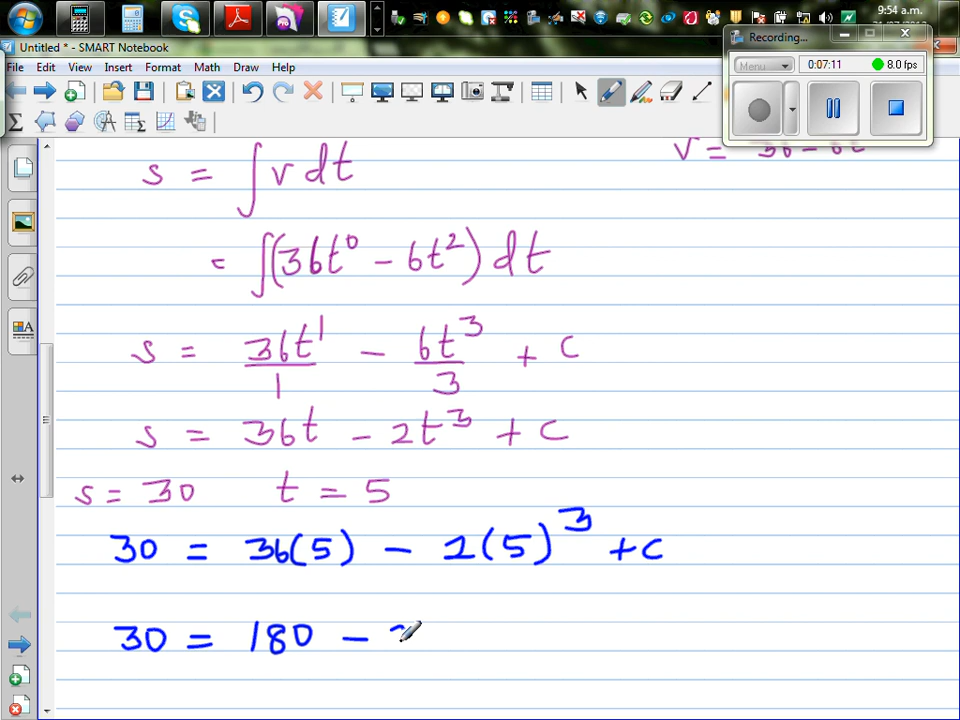 9:54 a.m.
Untitled * - SMART Notebook
Recording...
File Edit View Insert Format Math Draw Help
Menu 0:07:11 8.0 fps
s = ∫ v dt
= ∫(36t⁰ − 6t²) dt
s = 36t¹/1 − 6t³/3 + c
s = 36t − 2t³ + c
s = 30 t = 5
30 = 36(5) − 2(5)³ + c
30 = 180 −